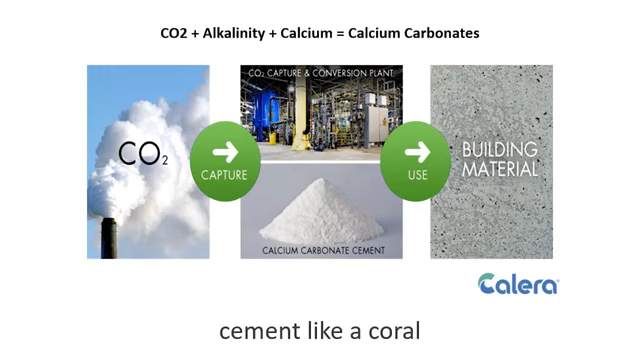 CO2 + Alkalinity + Calcium = Calcium Carbonates
CO2
CAPTURE
CO2 CAPTURE & CONVERSION PLANT
CALCIUM CARBONATE CEMENT
USE
BUILDING
MATERIAL
Calera
cement like a coral